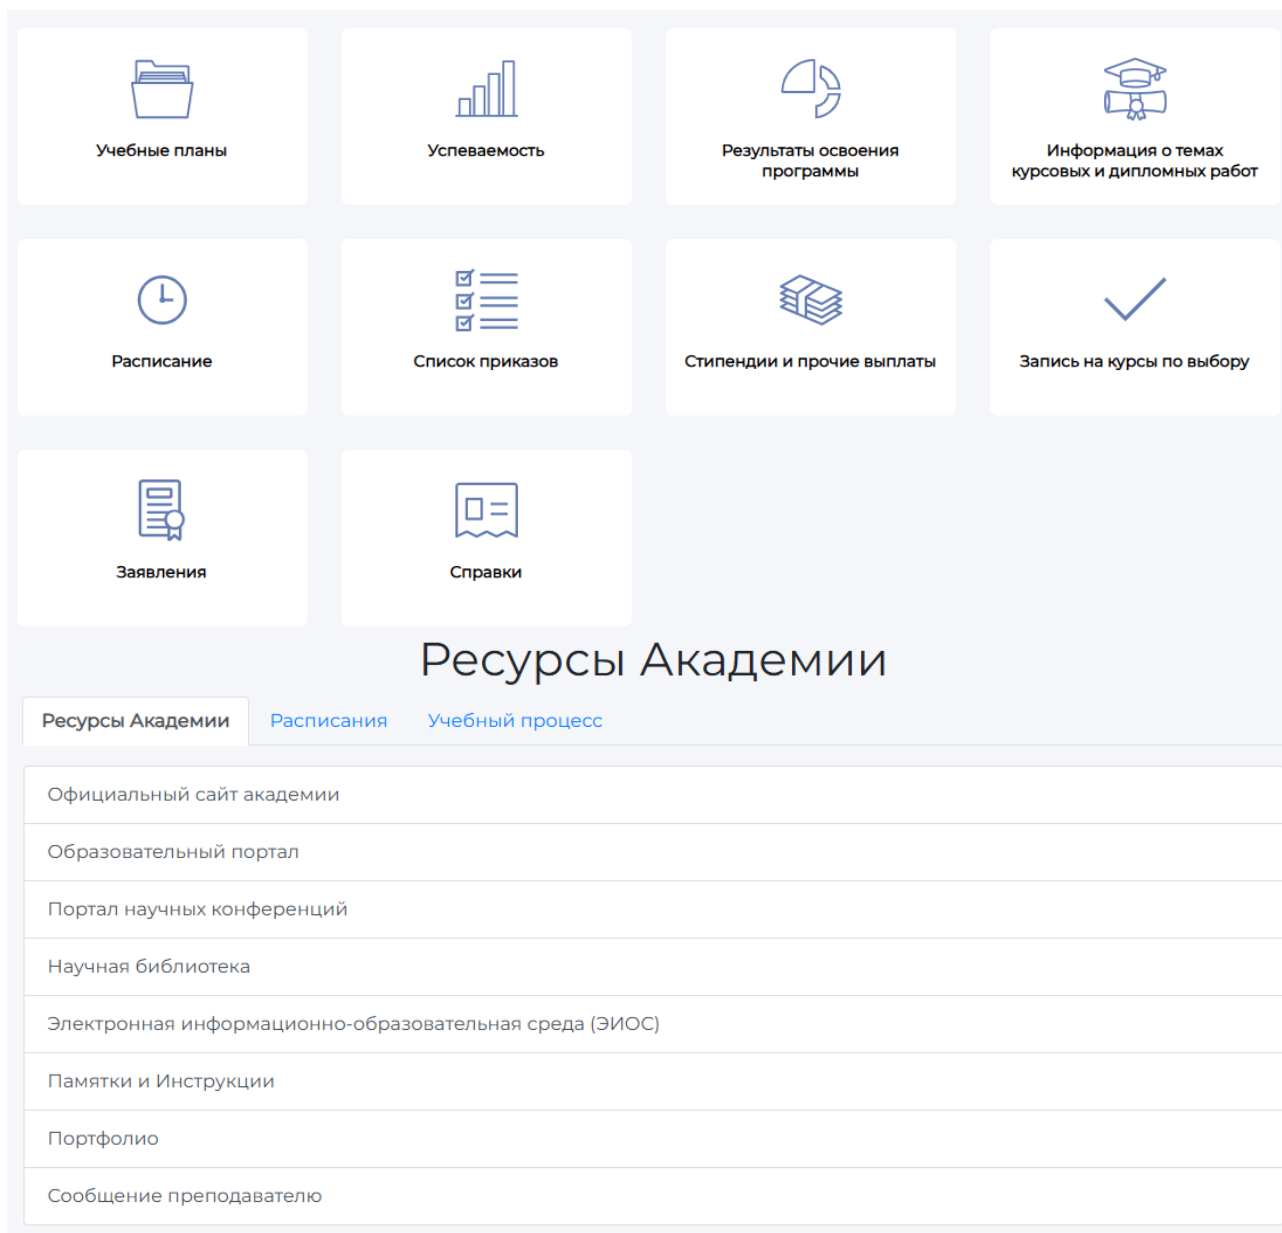 Учебные планы
Успеваемость
Результаты освоения
программы
Информация о темах
курсовых и дипломных работ
Расписание
Список приказов
Стипендии и прочие выплаты
Запись на курсы по выбору
Заявления
Справки
Ресурсы Академии
Ресурсы Академии
Расписания
Учебный процесс
Официальный сайт академии
Образовательный портал
Портал научных конференций
Научная библиотека
Электронная информационно-образовательная среда (ЭИОС)
Памятки и Инструкции
Портфолио
Сообщение преподавателю